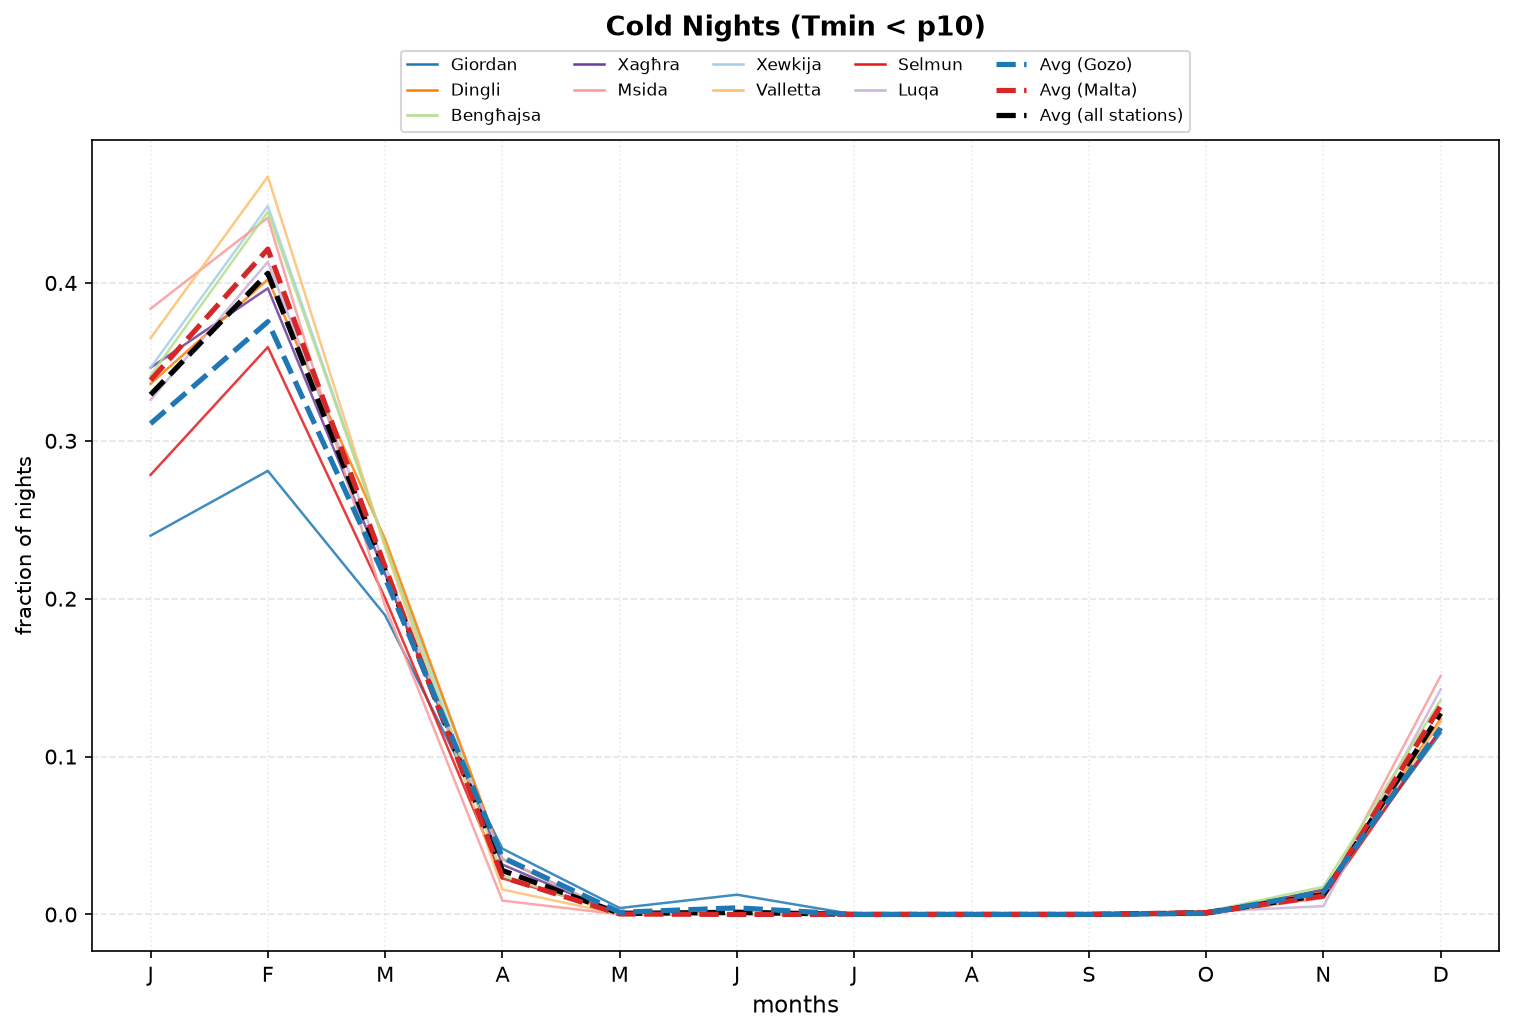 Cold Nights (Tmin < p10)
Giordan Xagħra Xewkija Selmun Avg (Gozo)
Dingli Msida Valletta Luqa Avg (Malta)
Bengħajsa Avg (all stations)
fraction of nights
0.4
0.3
0.2
0.1
0.0
J F M A M J J A S O N D
months